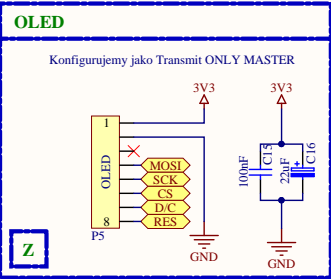 OLED
Konfigurujemy jako Transmit ONLY MASTER
3V3
3V3
1
OLED
MOSI
SCK
CS
D/C
RES
8
P5
GND
100nF
C15
22uF
C16
+
GND
Z